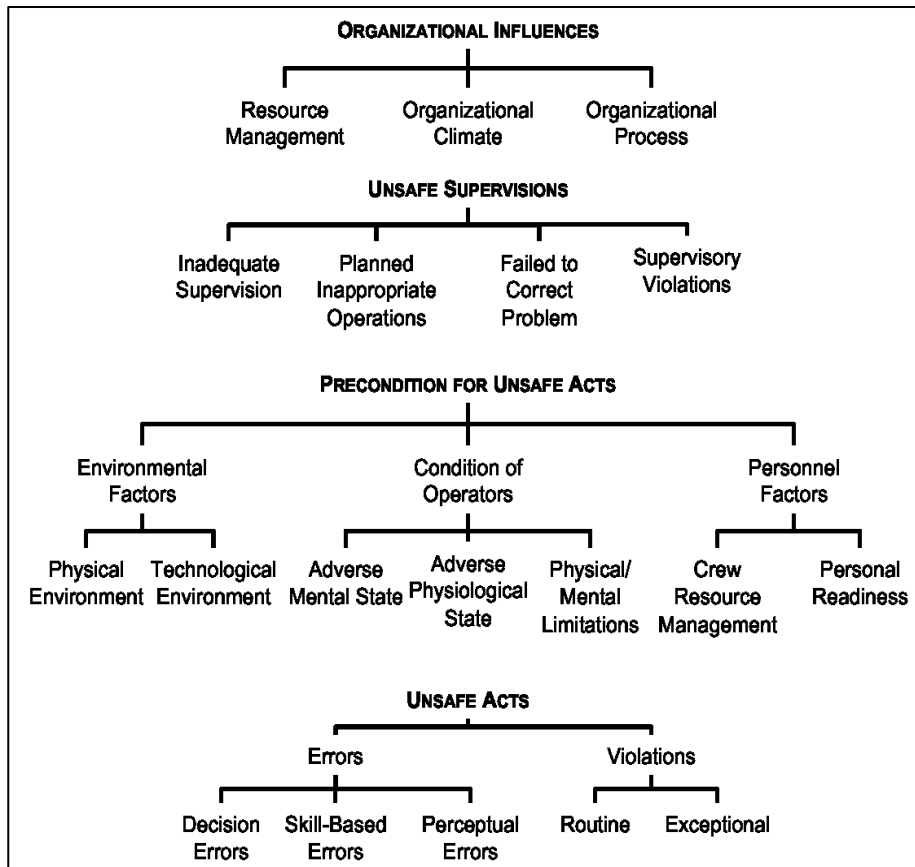 ORGANIZATIONAL INFLUENCES
Resource
Management
Organizational
Climate
Organizational
Process
UNSAFE SUPERVISIONS
Inadequate
Supervision
Planned
Inappropriate
Operations
Failed to
Correct
Problem
Supervisory
Violations
PRECONDITION FOR UNSAFE ACTS
Environmental
Factors
Condition of
Operators
Personnel
Factors
Physical
Environment
Technological
Environment
Adverse
Mental State
Adverse
Physiological
State
Physical/
Mental
Limitations
Crew
Resource
Management
Personal
Readiness
UNSAFE ACTS
Errors
Violations
Decision
Errors
Skill-Based
Errors
Perceptual
Errors
Routine
Exceptional